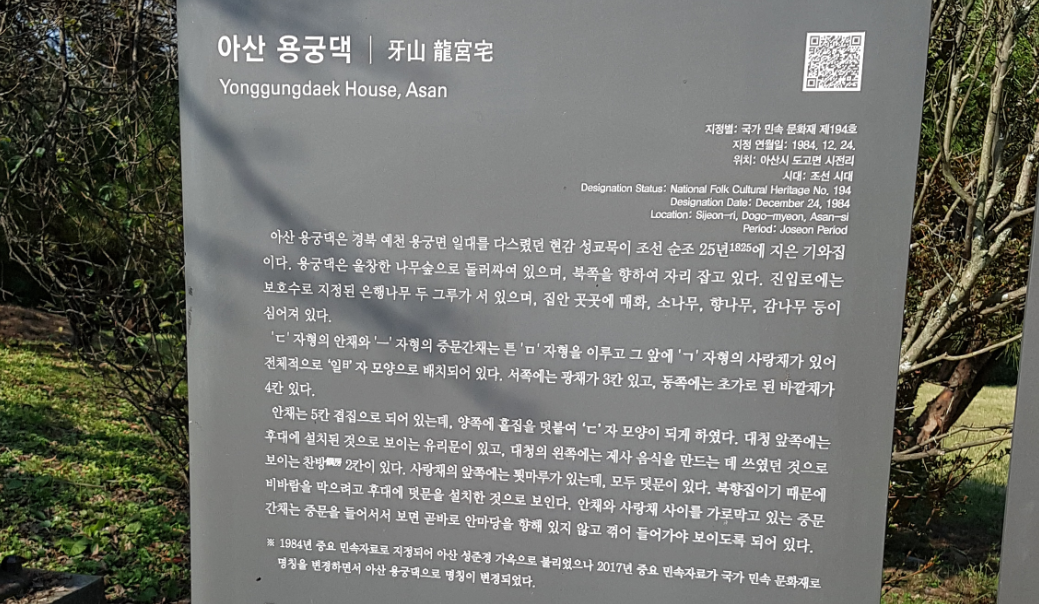 아산 용궁댁 | 牙山 龍宮宅
Yonggungdaek House, Asan
지정별: 국가 민속 문화재 제194호
지정 연월일: 1984. 12. 24.
위치: 아산시 도고면 시전리
시대: 조선 시대
Designation Status: National Folk Cultural Heritage No. 194
Designation Date: December 24, 1984
Location: Sijeon-ri, Dogo-myeon, Asan-si
Period: Joseon Period
아산 용궁댁은 경북 예천 용궁면 일대를 다스렸던 현감 성교묵이 조선 순조 25년1825에 지은 기와집
이다. 용궁댁은 울창한 나무숲으로 둘러싸여 있으며, 북쪽을 향하여 자리 잡고 있다. 진입로에는
보호수로 지정된 은행나무 두 그루가 서 있으며, 집안 곳곳에 매화, 소나무, 향나무, 감나무 등이
심어져 있다.
'ㄷ' 자형의 안채와 'ㅡ' 자형의 중문간채는 튼 'ㅁ' 자형을 이루고 그 앞에 'ㄱ' 자형의 사랑채가 있어
전체적으로 '일日' 자 모양으로 배치되어 있다. 서쪽에는 광채가 3칸 있고, 동쪽에는 초가로 된 바깥채가
4칸 있다.
안채는 5칸 겹집으로 되어 있는데, 양쪽에 홑집을 덧붙여 'ㄷ' 자 모양이 되게 하였다. 대청 앞쪽에는
후대에 설치된 것으로 보이는 유리문이 있고, 대청의 왼쪽에는 제사 음식을 만드는 데 쓰였던 것으로
보이는 찬방饌房 2칸이 있다. 사랑채의 앞쪽에는 툇마루가 있는데, 모두 덧문이 있다. 북향집이기 때문에
비바람을 막으려고 후대에 덧문을 설치한 것으로 보인다. 안채와 사랑채 사이를 가로막고 있는 중문
간채는 중문을 들어서서 보면 곧바로 안마당을 향해 있지 않고 꺾어 들어가야 보이도록 되어 있다.
※ 1984년 중요 민속자료로 지정되어 아산 성준경 가옥으로 불리었으나 2017년 중요 민속자료가 국가 민속 문화재로
명칭을 변경하면서 아산 용궁댁으로 명칭이 변경되었다.